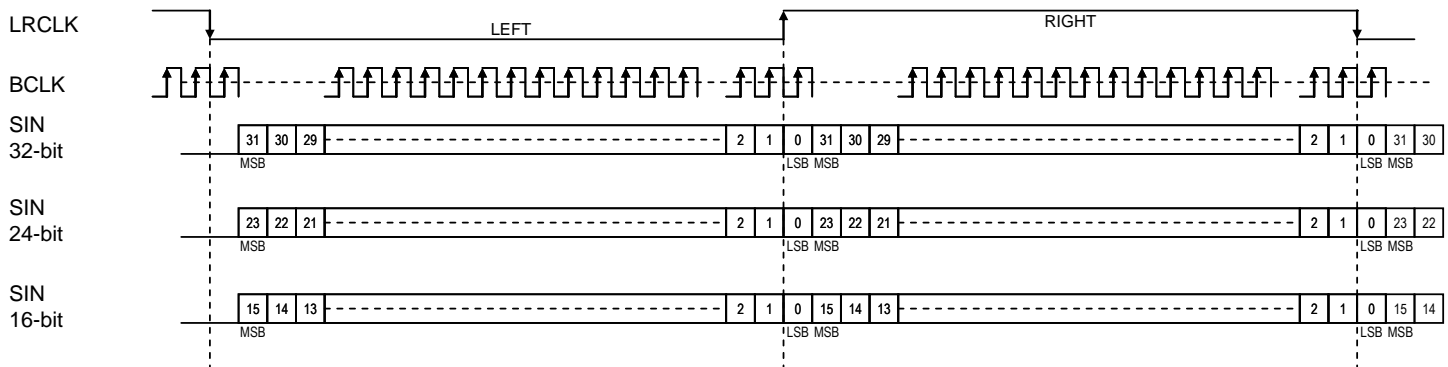 LRCLK
LEFT
RIGHT
BCLK
SIN
32-bit
31 30 29 2 1 0 31 30 29 2 1 0 31 30
MSB LSB MSB LSB MSB
SIN
24-bit
23 22 21 2 1 0 23 22 21 2 1 0 23 22
MSB LSB MSB LSB MSB
SIN
16-bit
15 14 13 2 1 0 15 14 13 2 1 0 15 14
MSB LSB MSB LSB MSB